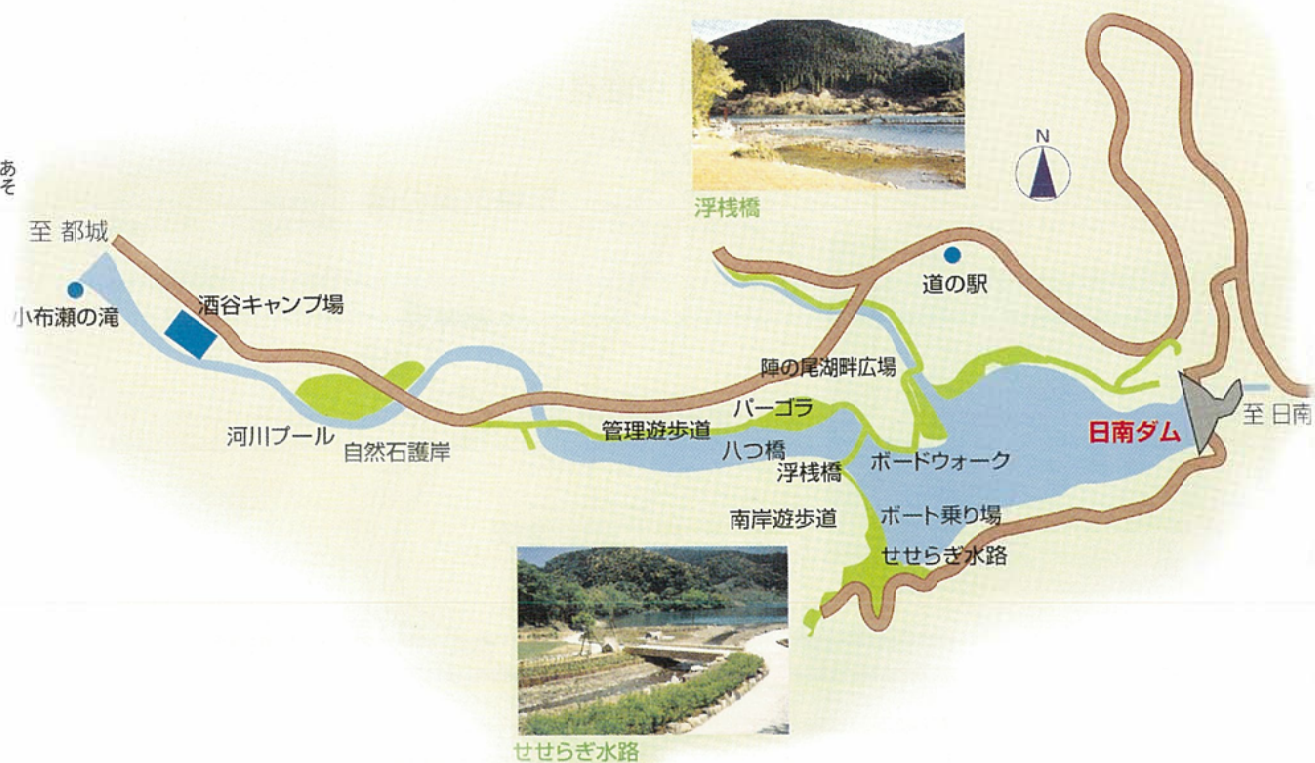 あそ
浮桟橋
N
至 都城
小布瀬の滝
酒谷キャンプ場
道の駅
陣の尾湖畔広場
パーゴラ
至 日南
日南ダム
河川プール
自然石護岸
管理遊歩道
八つ橋
浮桟橋
ボードウォーク
南岸遊歩道
ボート乗り場
せせらぎ水路
せせらぎ水路